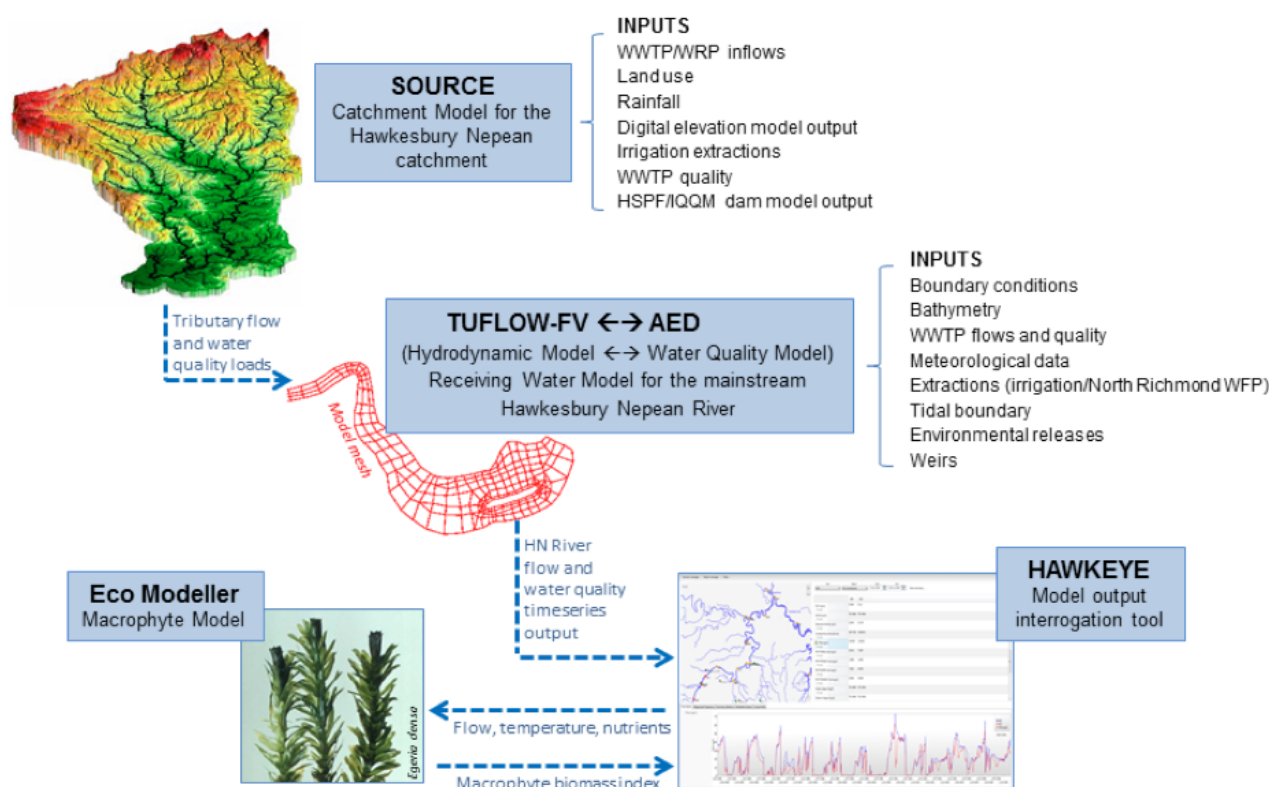 SOURCE
Catchment Model for the
Hawkesbury Nepean
catchment
INPUTS
WWTP/WRP inflows
Land use
Rainfall
Digital elevation model output
Irrigation extractions
WWTP quality
HSPF/IQQM dam model output
Tributary flow
and water
quality loads
Model mesh
TUFLOW-FV ←→ AED
(Hydrodynamic Model ←→ Water Quality Model)
Receiving Water Model for the mainstream
Hawkesbury Nepean River
INPUTS
Boundary conditions
Bathymetry
WWTP flows and quality
Meteorological data
Extractions (irrigation/North Richmond WFP)
Tidal boundary
Environmental releases
Weirs
HN River
flow and
water quality
timeseries
output
Eco Modeller
Macrophyte Model
Egeria densa
HAWKEYE
Model output
interrogation tool
Flow, temperature, nutrients
Macrophyte biomass index